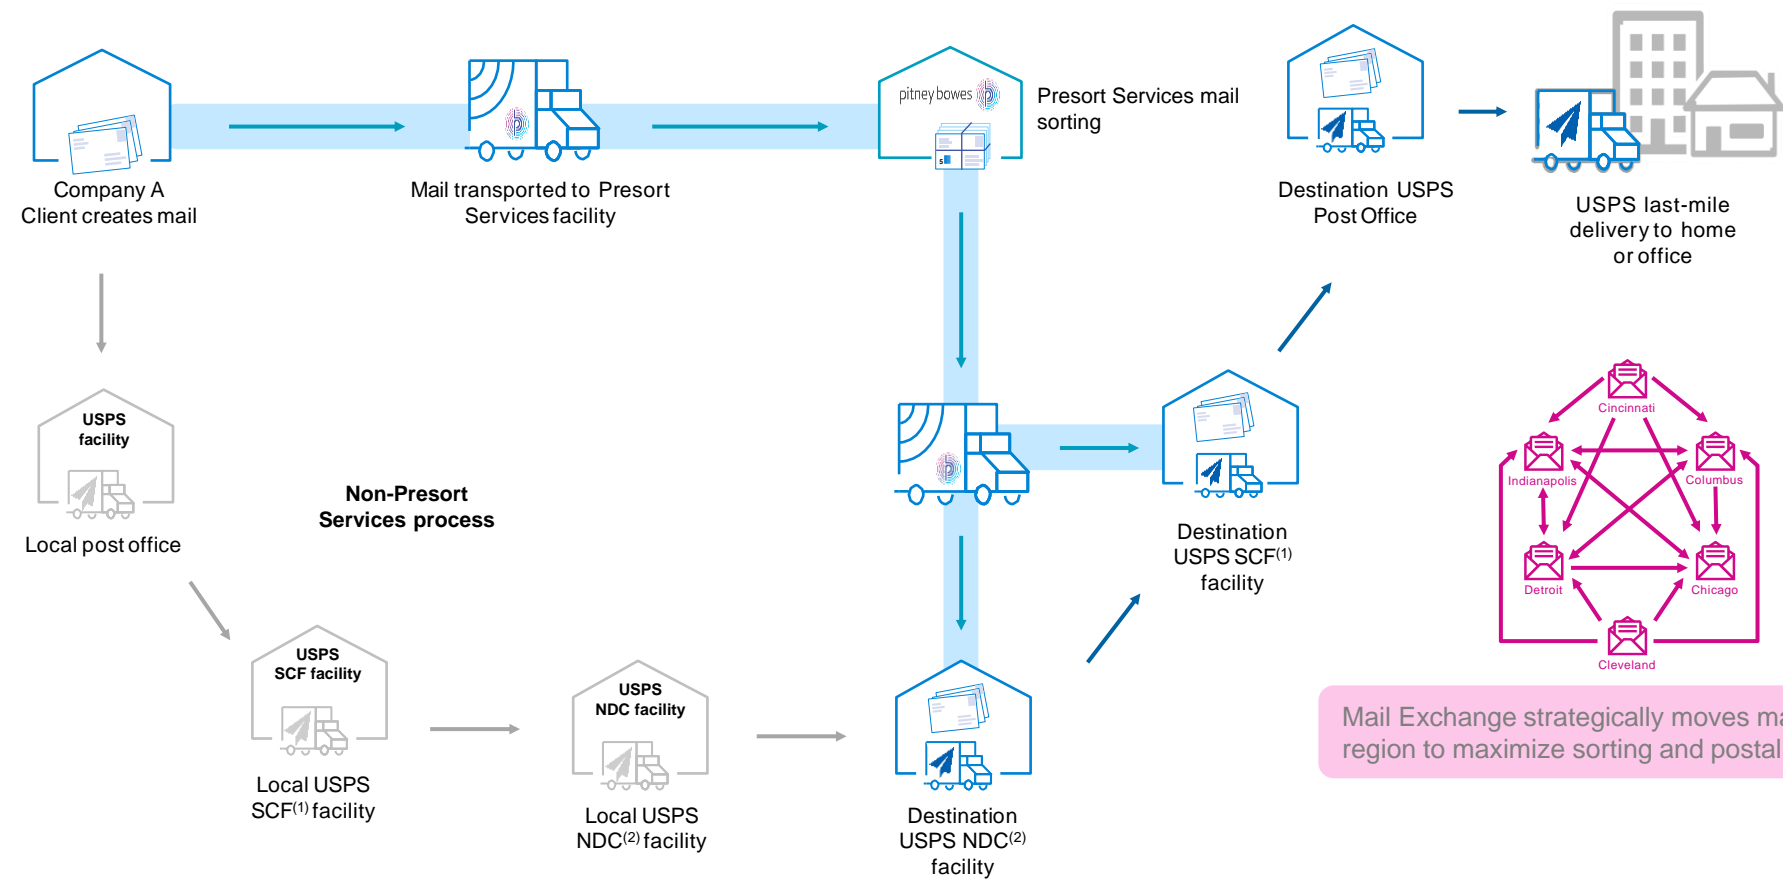 pitney bowes
Presort Services mail
sorting
Company A
Client creates mail
Mail transported to Presort
Services facility
Destination USPS
Post Office
USPS last-mile
delivery to home
or office
USPS
facility
Local post office
Non-Presort
Services process
USPS
SCF facility
Local USPS
SCF(1) facility
USPS
NDC facility
Local USPS
NDC(2) facility
Destination
USPS NDC(2)
facility
Destination
USPS SCF(1)
facility
Cincinnati
Indianapolis
Columbus
Detroit
Chicago
Cleveland
Mail Exchange strategically moves
region to maximize sorting and postal